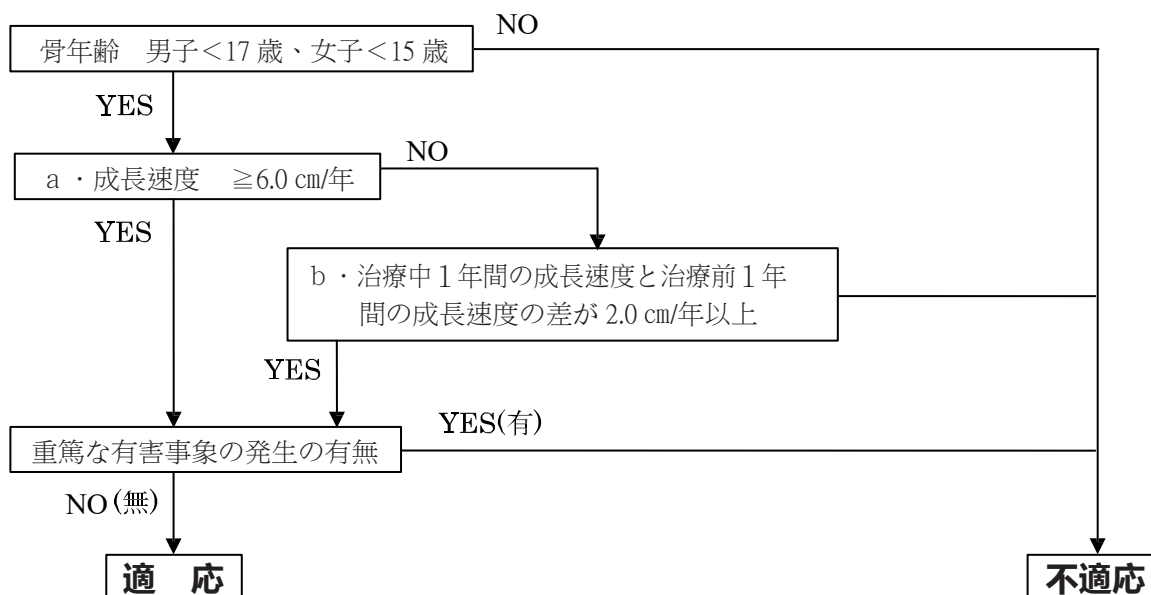 NO
骨年齢　男子＜17 歳、女子＜15 歳
YES
NO
a・成長速度　≧6.0 ㎝/年
YES
b・治療中１年間の成長速度と治療前１年
間の成長速度の差が 2.0 ㎝/年以上
YES
YES(有)
重篤な有害事象の発生の有無
NO (無)
適　応
不適応